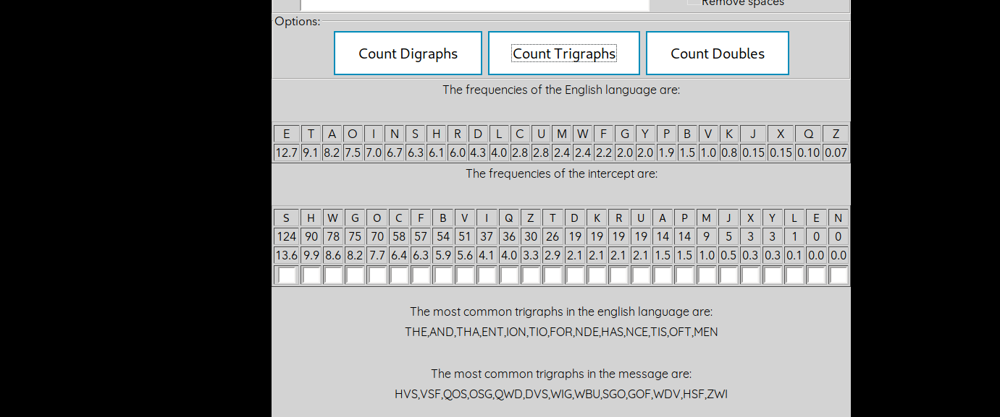 Remove spaces
Options:
Count Digraphs Count Trigraphs Count Doubles
The frequencies of the English language are:
E T A O I N S H R D L C U M W F G Y P B V K J X Q Z
12.7 9.1 8.2 7.5 7.0 6.7 6.3 6.1 6.0 4.3 4.0 2.8 2.8 2.4 2.4 2.2 2.0 2.0 1.9 1.5 1.0 0.8 0.15 0.15 0.10 0.07
The frequencies of the intercept are:
S H W G O C F B V I Q Z T D K R U A P M J X Y L E N
124 90 78 75 70 58 57 54 51 37 36 30 26 19 19 19 19 14 14 9 5 3 3 1 0 0
13.6 9.9 8.6 8.2 7.7 6.4 6.3 5.9 5.6 4.1 4.0 3.3 2.9 2.1 2.1 2.1 2.1 1.5 1.5 1.0 0.5 0.3 0.3 0.1 0.0 0.0
The most common trigraphs in the english language are:
THE,AND,THA,ENT,ION,TIO,FOR,NDE,HAS,NCE,TIS,OFT,MEN
The most common trigraphs in the message are:
HVS,VSF,QOS,OSG,QWD,DVS,WIG,WBU,SGO,GOF,WDV,HSF,ZWI